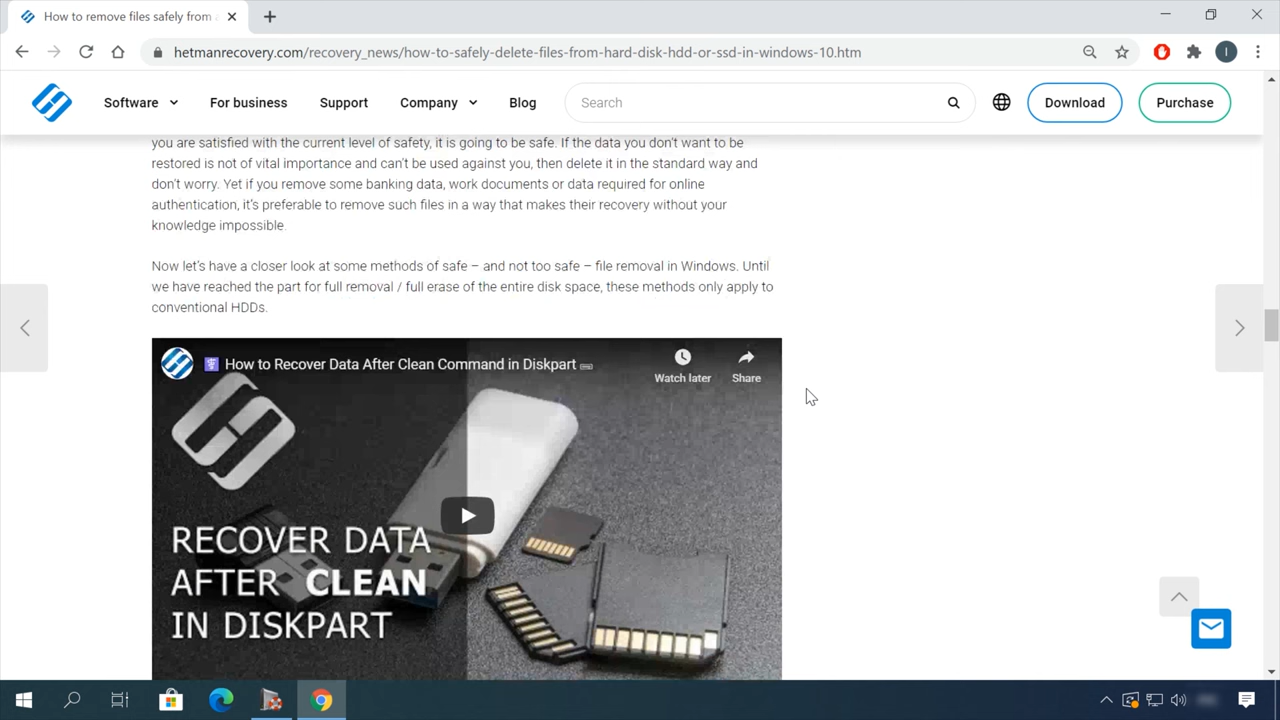 How to remove files safely from
hetmanrecovery.com/recovery_news/how-to-safely-delete-files-from-hard-disk-hdd-or-ssd-in-windows-10.htm
I
Software For business Support Company Blog Search Download Purchase
you are satisfied with the current level of safety, it is going to be safe. If the data you don't want to be
restored is not of vital importance and can't be used against you, then delete it in the standard way and
don't worry. Yet if you remove some banking data, work documents or data required for online
authentication, it's preferable to remove such files in a way that makes their recovery without your
knowledge impossible.
Now let's have a closer look at some methods of safe – and not too safe – file removal in Windows. Until
we have reached the part for full removal / full erase of the entire disk space, these methods only apply to
conventional HDDs.
How to Recover Data After Clean Command in Diskpart
Watch later Share
RECOVER DATA
AFTER CLEAN
IN DISKPART